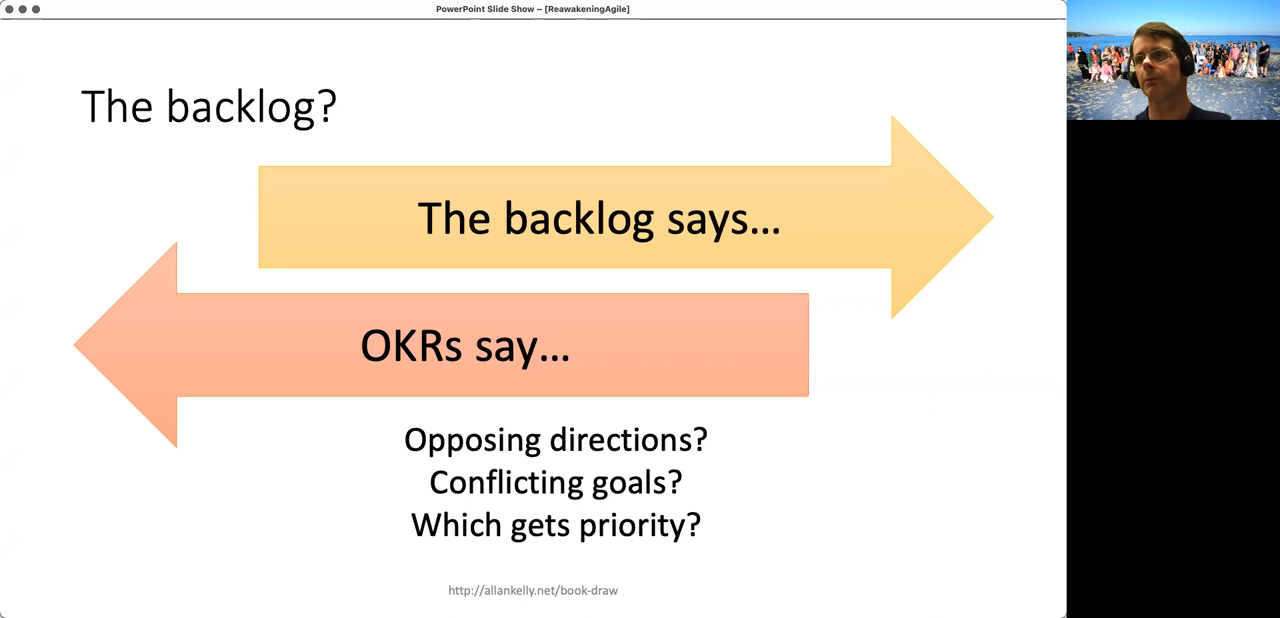 PowerPoint Slide Show – [ReawakeningAgile]
The backlog?
The backlog says...
OKRs say...
Opposing directions?
Conflicting goals?
Which gets priority?
http://allankelly.net/book-draw